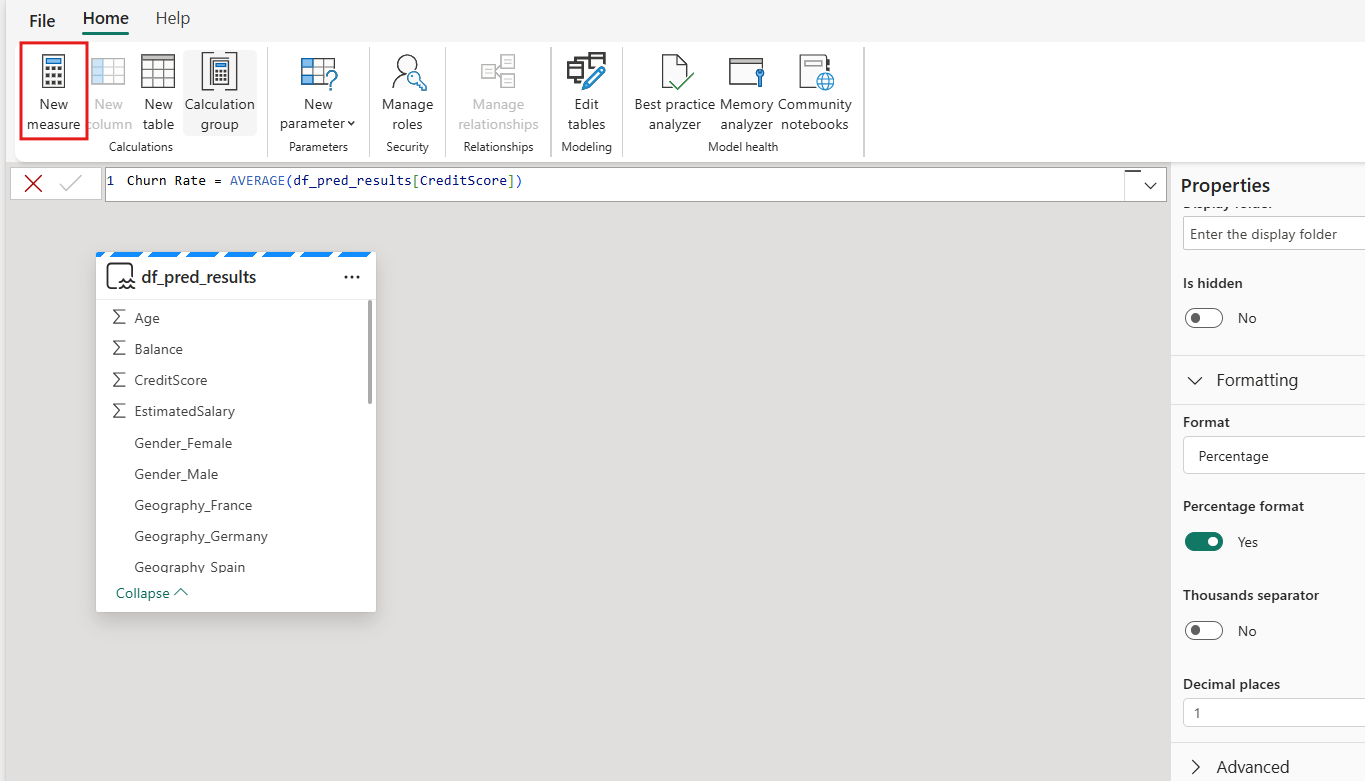 File Home Help
New measure
New column
New table
Calculation group
Calculations
New parameter
Parameters
Manage roles
Security
Manage relationships
Relationships
Edit tables
Modeling
Best practice analyzer
Memory analyzer
Community notebooks
Model health
1 Churn Rate = AVERAGE(df_pred_results[CreditScore])
df_pred_results
Age
Balance
CreditScore
EstimatedSalary
Gender_Female
Gender_Male
Geography_France
Geography_Germany
Geography_Spain
Collapse
Properties
Display folder
Enter the display folder
Is hidden
No
Formatting
Format
Percentage
Percentage format
Yes
Thousands separator
No
Decimal places
1
Advanced